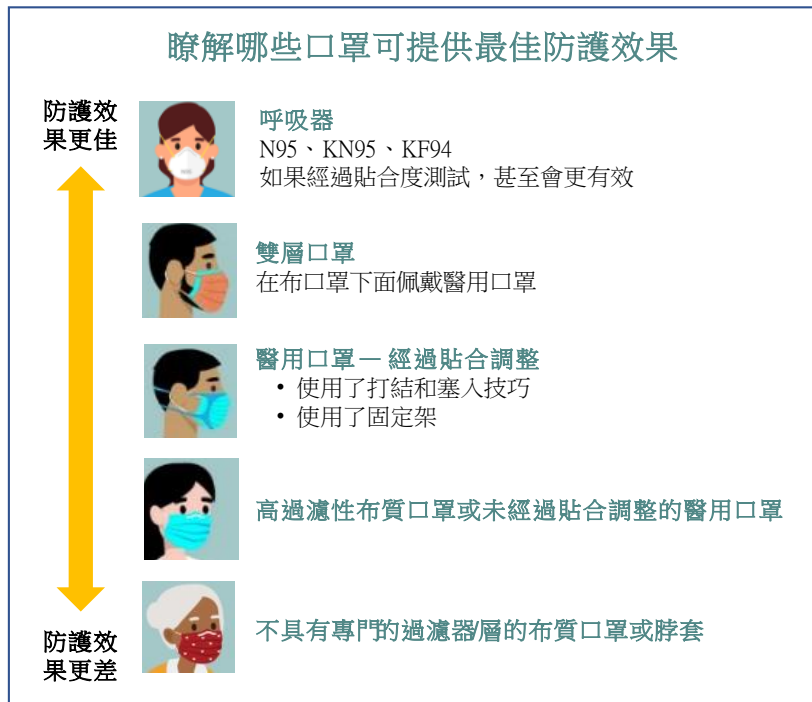 瞭解哪些口罩可提供最佳防護效果
防護效
果更佳
呼吸器
N95、KN95、KF94
如果經過貼合度測試，甚至會更有效
雙層口罩
在布口罩下面佩戴醫用口罩
醫用口罩 — 經過貼合調整
• 使用了打結和塞入技巧
• 使用了固定架
高過濾性布質口罩或未經過貼合調整的醫用口罩
不具有專門的過濾器/層的布質口罩或脖套
防護效
果更差